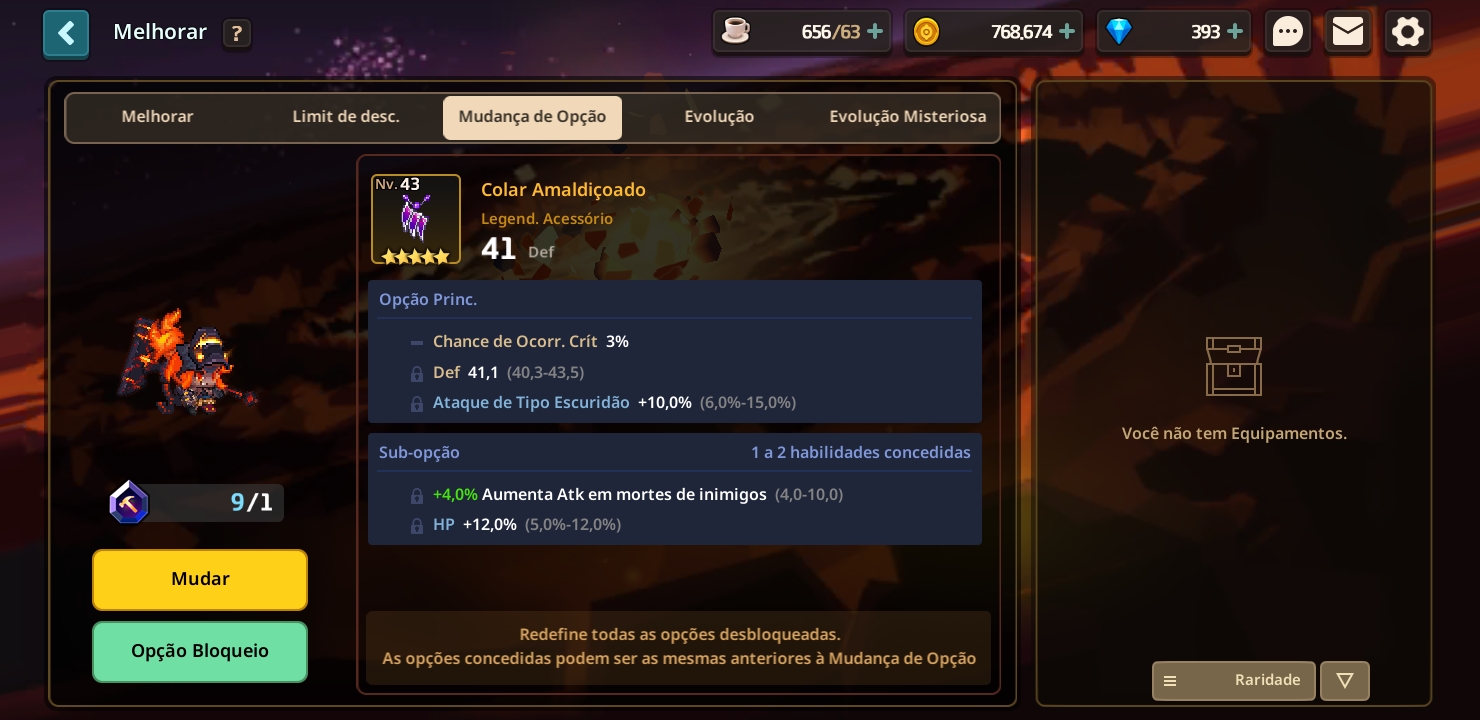 Melhorar ?
656/63
768,674
393
Melhorar
Limit de desc.
Mudança de Opção
Evolução
Evolução Misteriosa
Nv. 43
Colar Amaldiçoado
Legend. Acessório
41 Def
Opção Princ.
Chance de Ocorr. Crít 3%
Def 41,1 (40,3-43,5)
Ataque de Tipo Escuridão +10,0% (6,0%-15,0%)
Sub-opção 1 a 2 habilidades concedidas
+4,0% Aumenta Atk em mortes de inimigos (4,0-10,0)
HP +12,0% (5,0%-12,0%)
9/1
Mudar
Opção Bloqueio
Redefine todas as opções desbloqueadas.
As opções concedidas podem ser as mesmas anteriores à Mudança de Opção
Você não tem Equipamentos.
Raridade